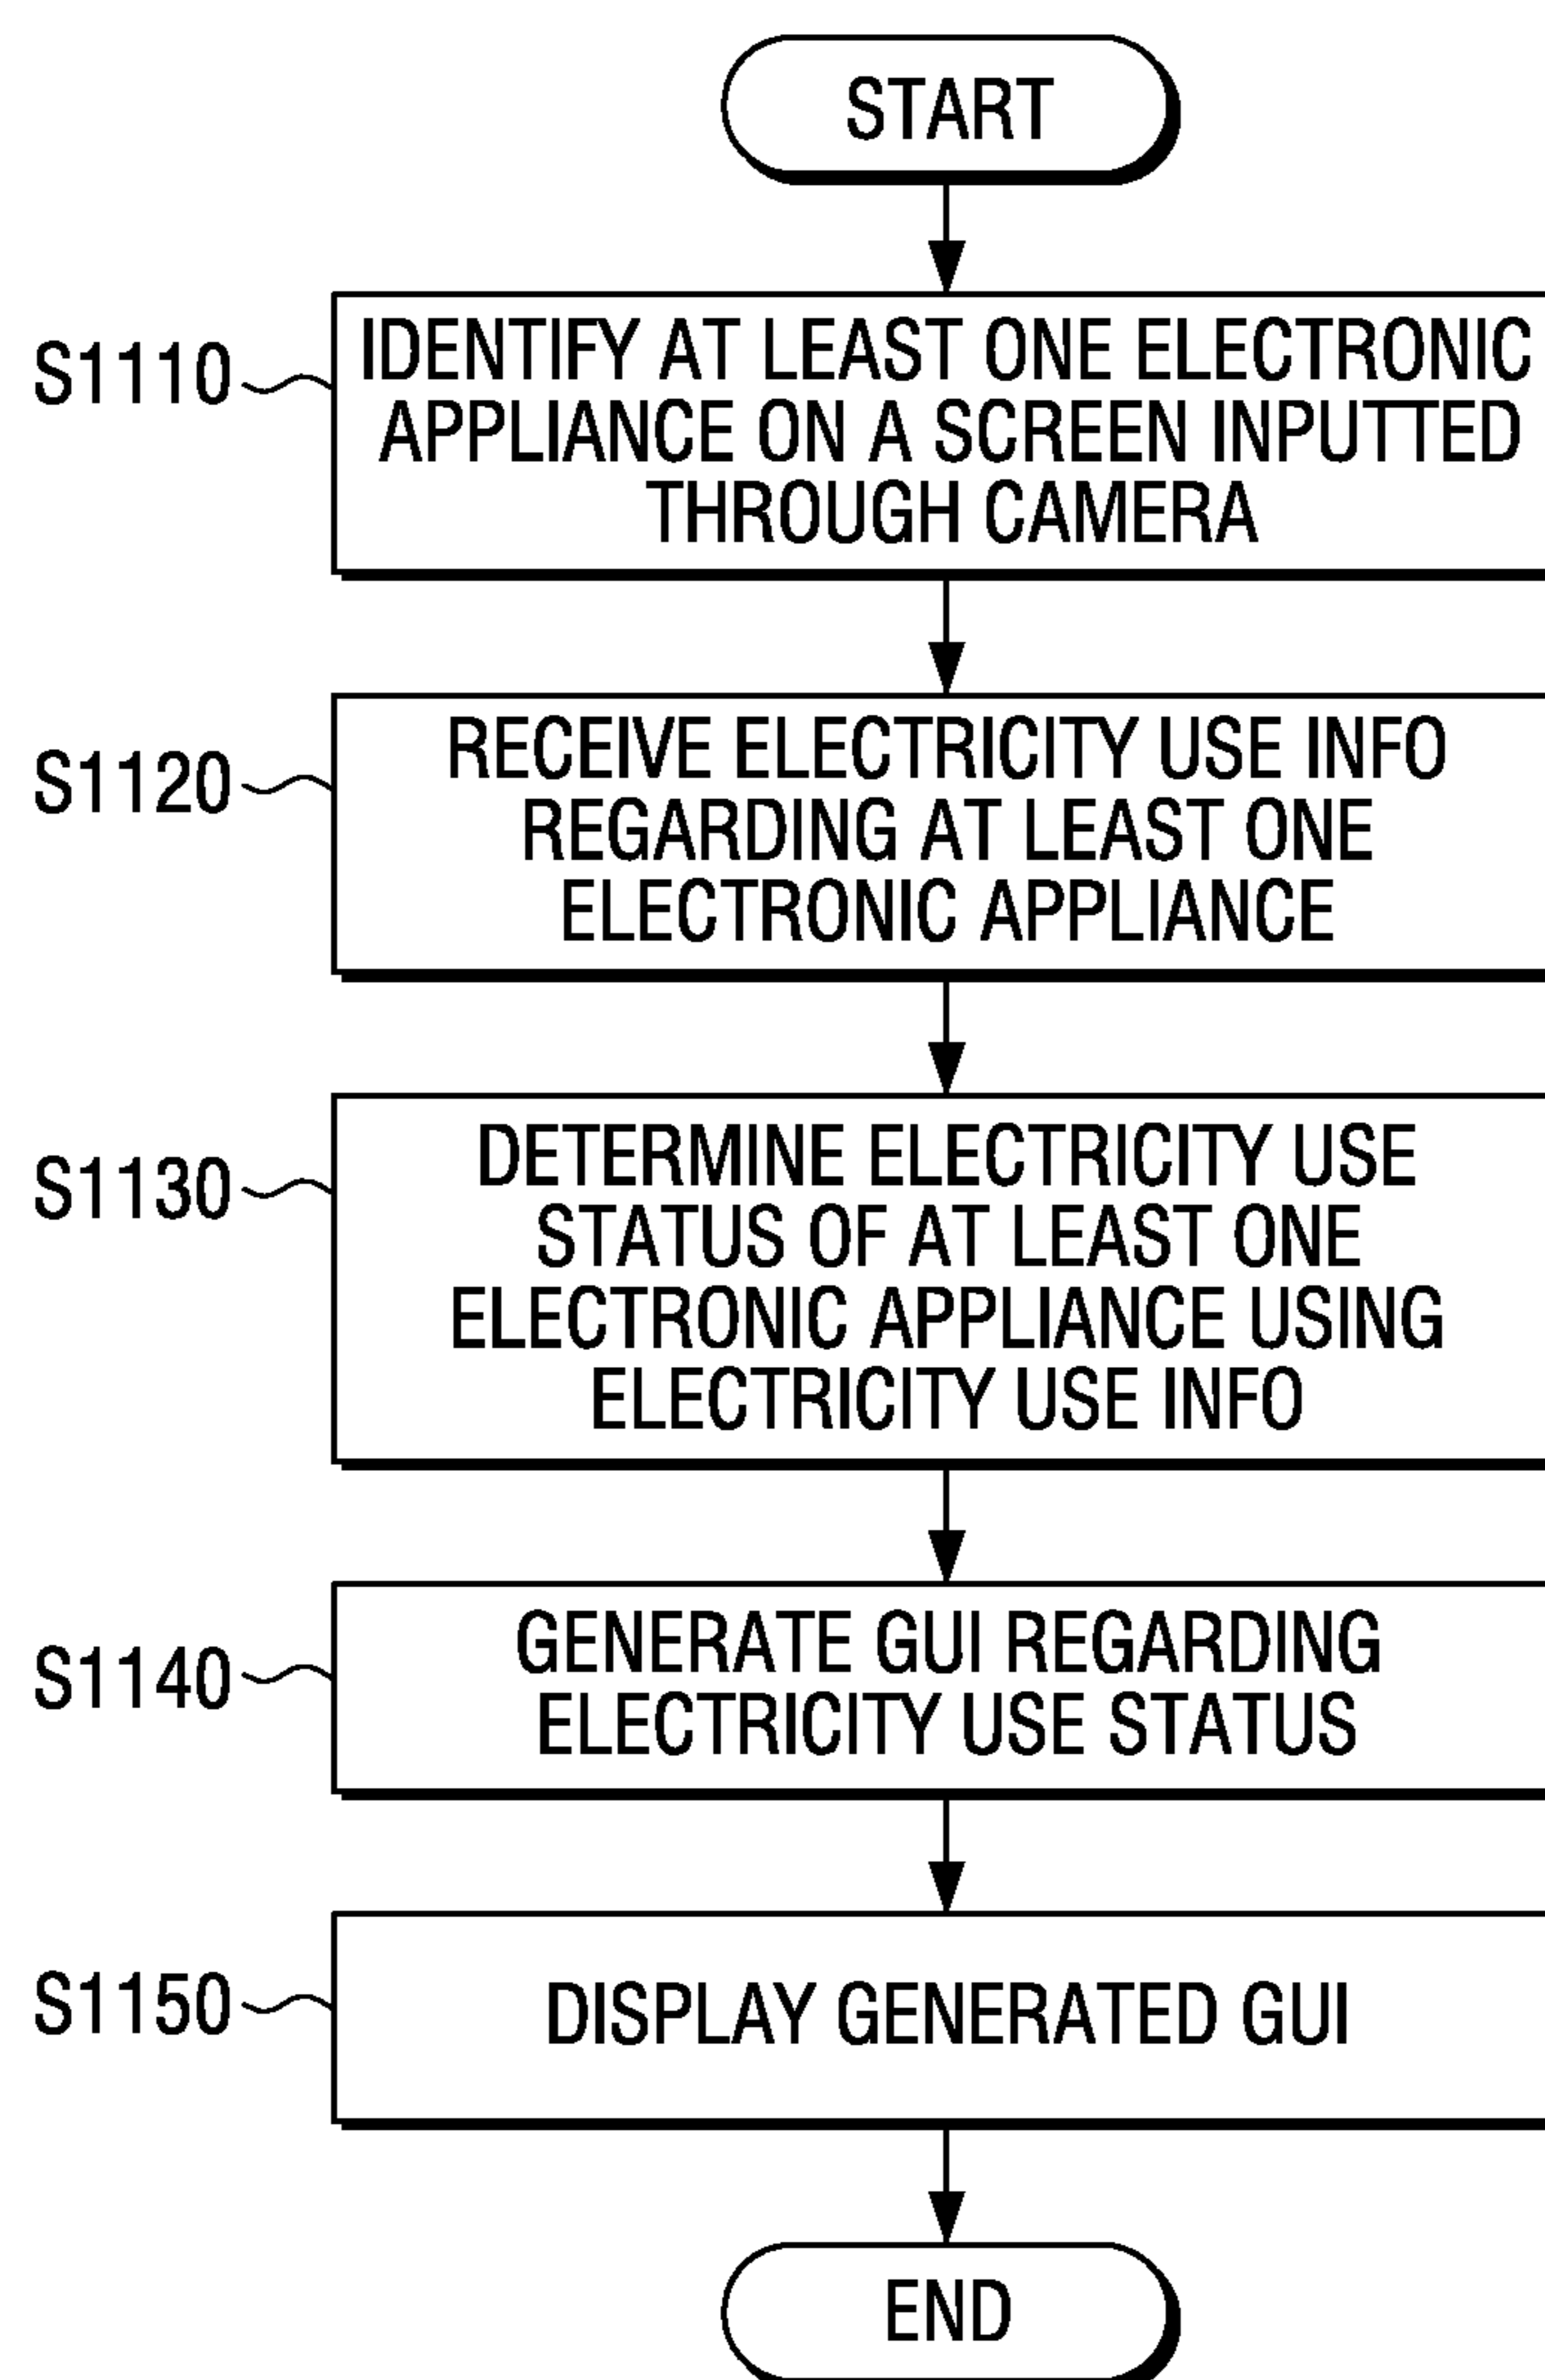 START
S1110
IDENTIFY AT LEAST ONE ELECTRONIC
APPLIANCE ON A SCREEN INPUTTED
THROUGH CAMERA
S1120
RECEIVE ELECTRICITY USE INFO
REGARDING AT LEAST ONE
ELECTRONIC APPLIANCE
S1130
DETERMINE ELECTRICITY USE
STATUS OF AT LEAST ONE
ELECTRONIC APPLIANCE USING
ELECTRICITY USE INFO
S1140
GENERATE GUI REGARDING
ELECTRICITY USE STATUS
S1150
DISPLAY GENERATED GUI
END